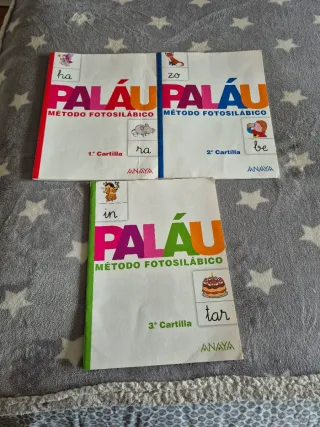 ha
PALÁU
MÉTODO FOTOSILÁBICO
ra
1ª Cartilla
ANAYA
zo
PALÁU
MÉTODO FOTOSILÁBICO
be
2ª Cartilla
ANAYA
in
PALÁU
MÉTODO FOTOSILÁBICO
tar
3ª Cartilla
ANAYA